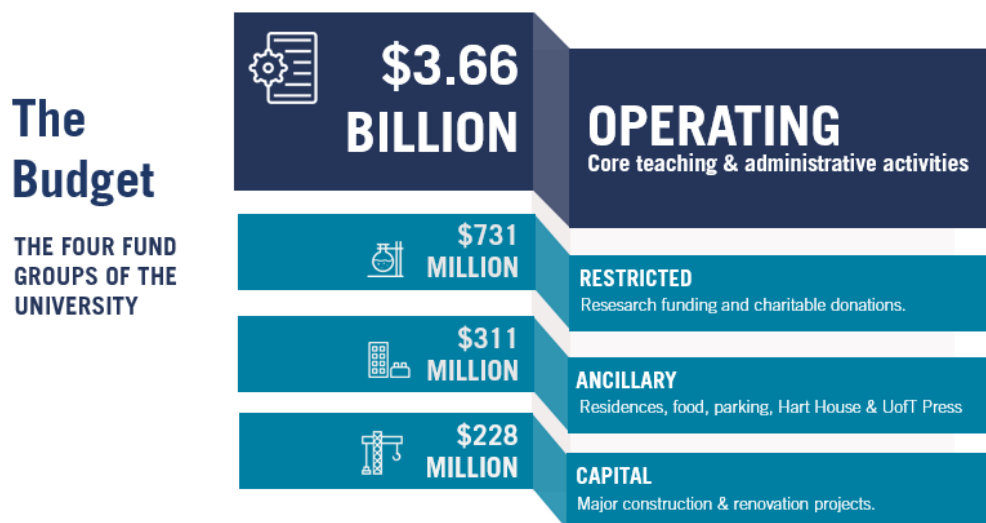 The
Budget
THE FOUR FUND
GROUPS OF THE
UNIVERSITY
$3.66
BILLION
OPERATING
Core teaching & administrative activities
$731
MILLION
RESTRICTED
Resesarch funding and charitable donations.
$311
MILLION
ANCILLARY
Residences, food, parking, Hart House & UofT Press
$228
MILLION
CAPITAL
Major construction & renovation projects.